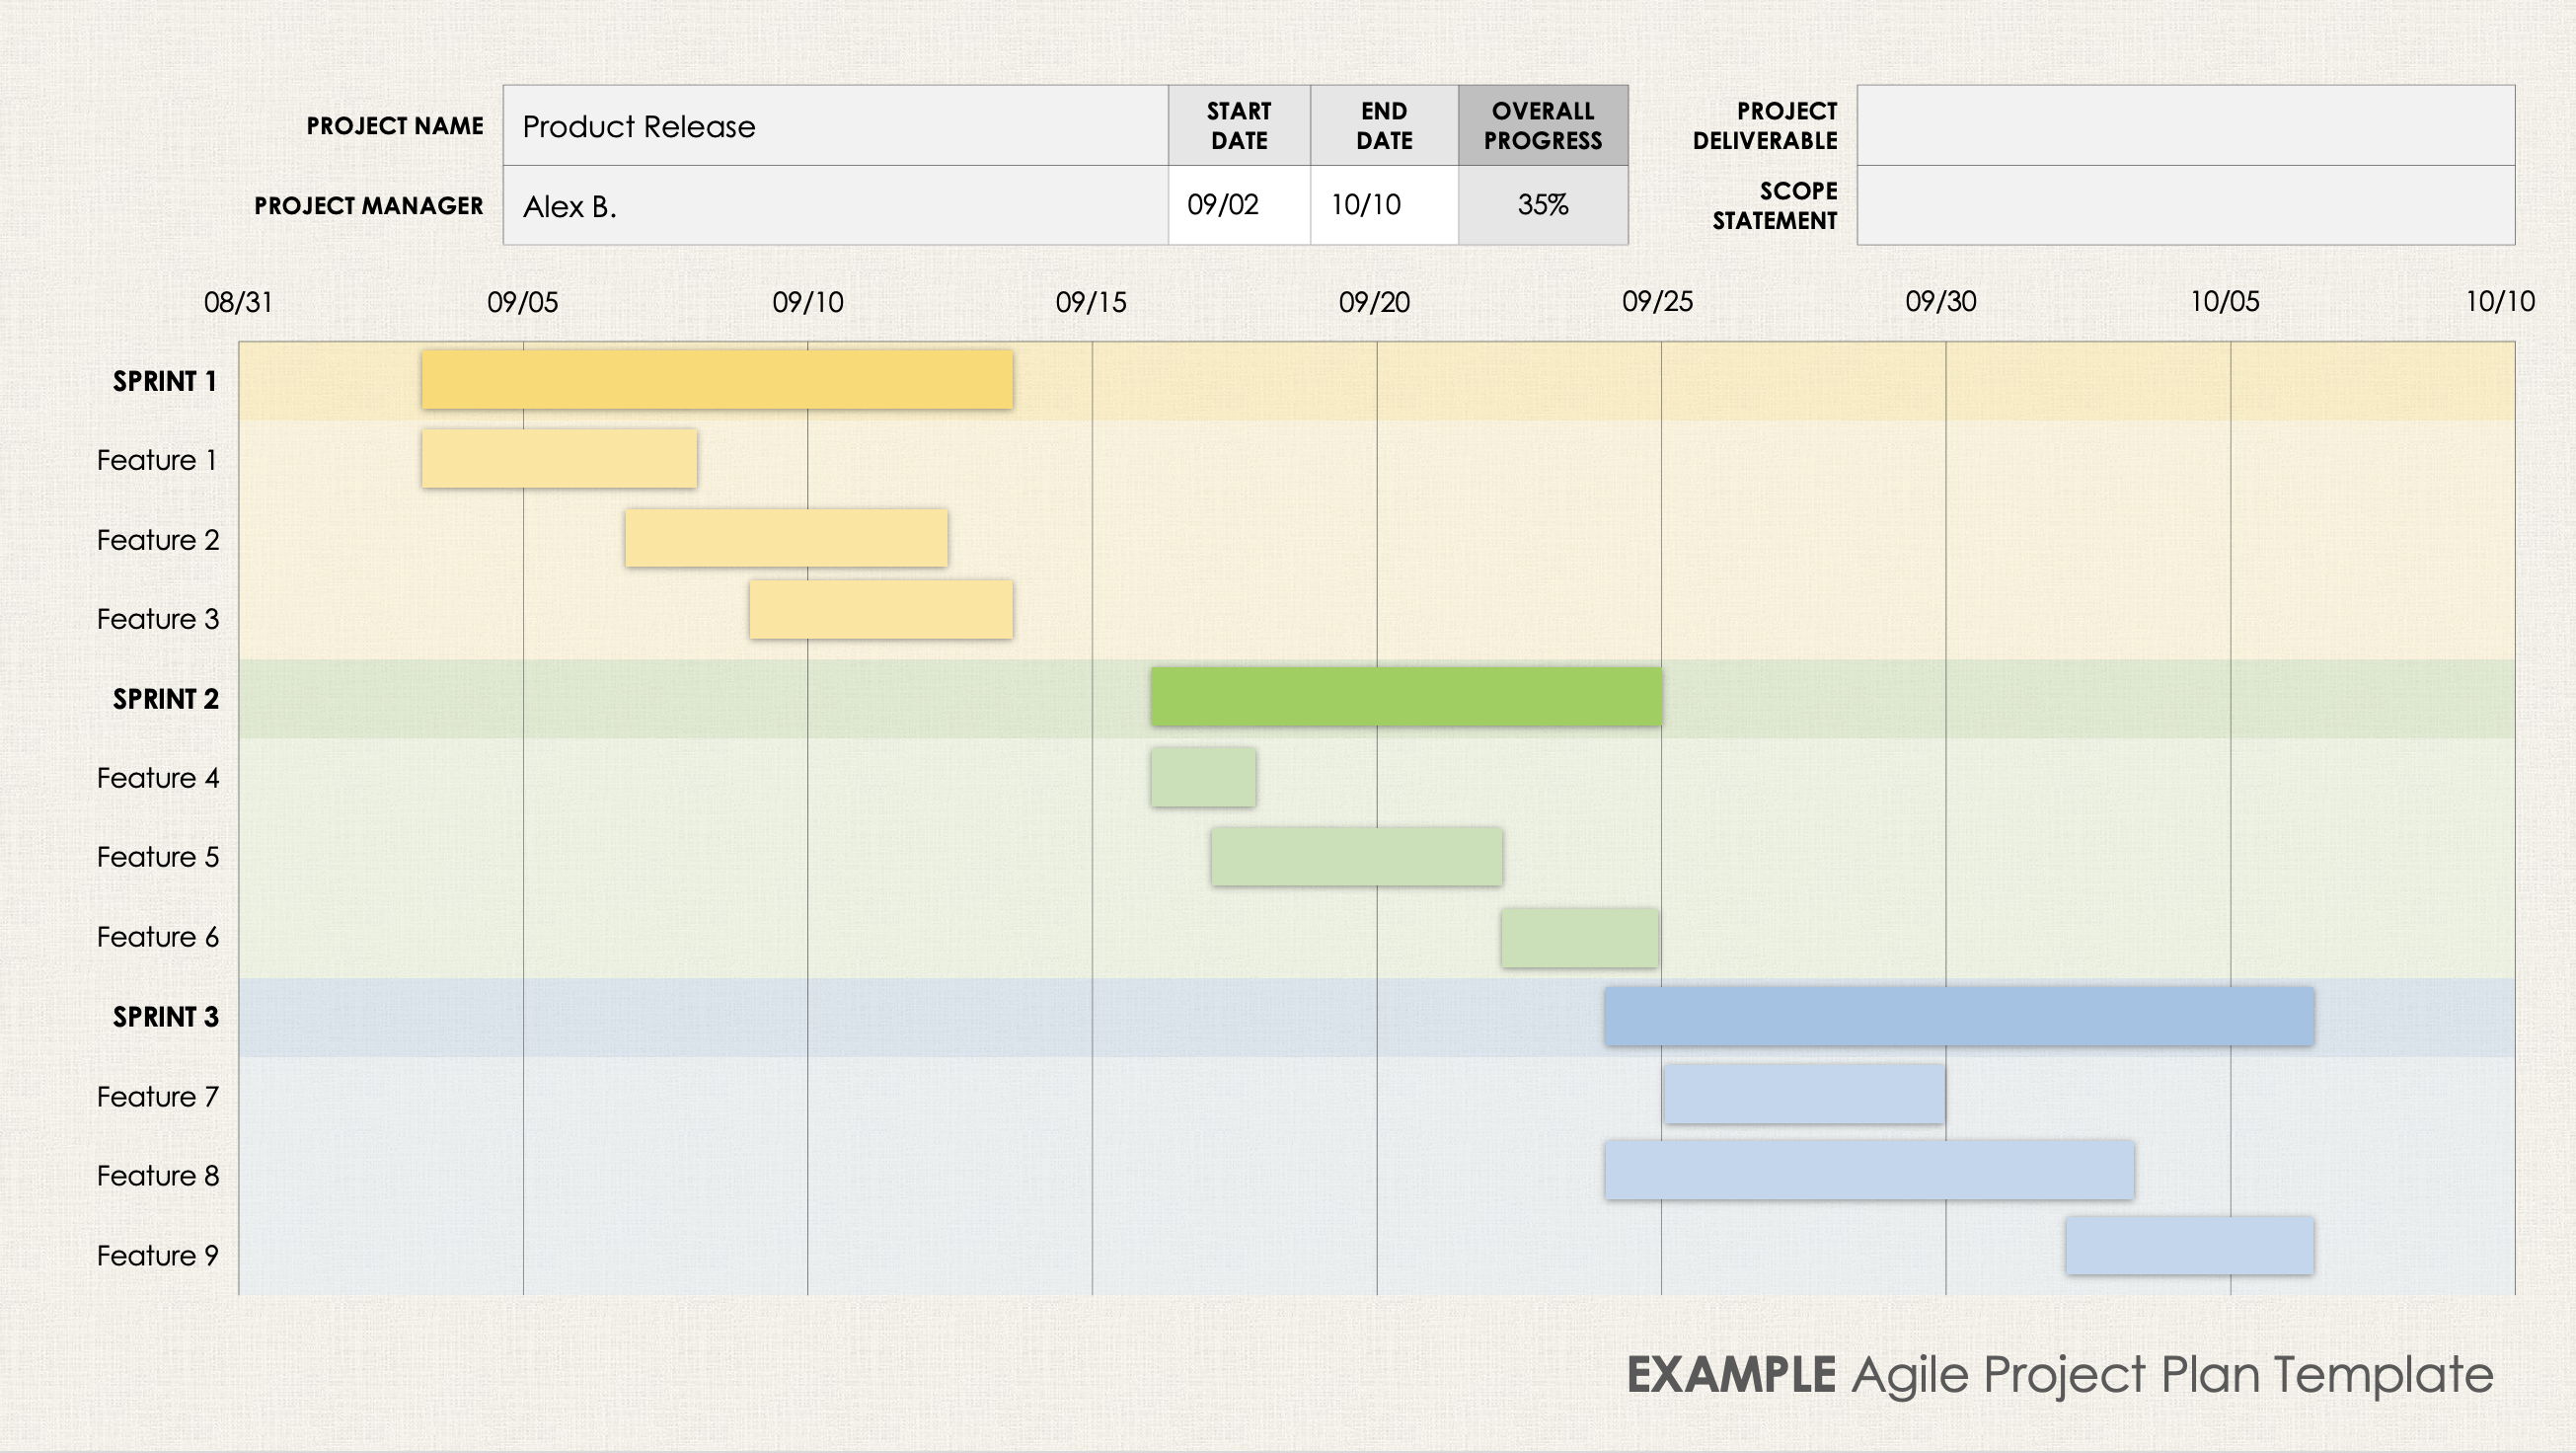 PROJECT NAME
Product Release
START
DATE
END
DATE
OVERALL
PROGRESS
PROJECT
DELIVERABLE
PROJECT MANAGER
Alex B.
09/02
10/10
35%
SCOPE
STATEMENT
08/31 09/05 09/10 09/15 09/20 09/25 09/30 10/05 10/10
SPRINT 1
Feature 1
Feature 2
Feature 3
SPRINT 2
Feature 4
Feature 5
Feature 6
SPRINT 3
Feature 7
Feature 8
Feature 9
EXAMPLE Agile Project Plan Template